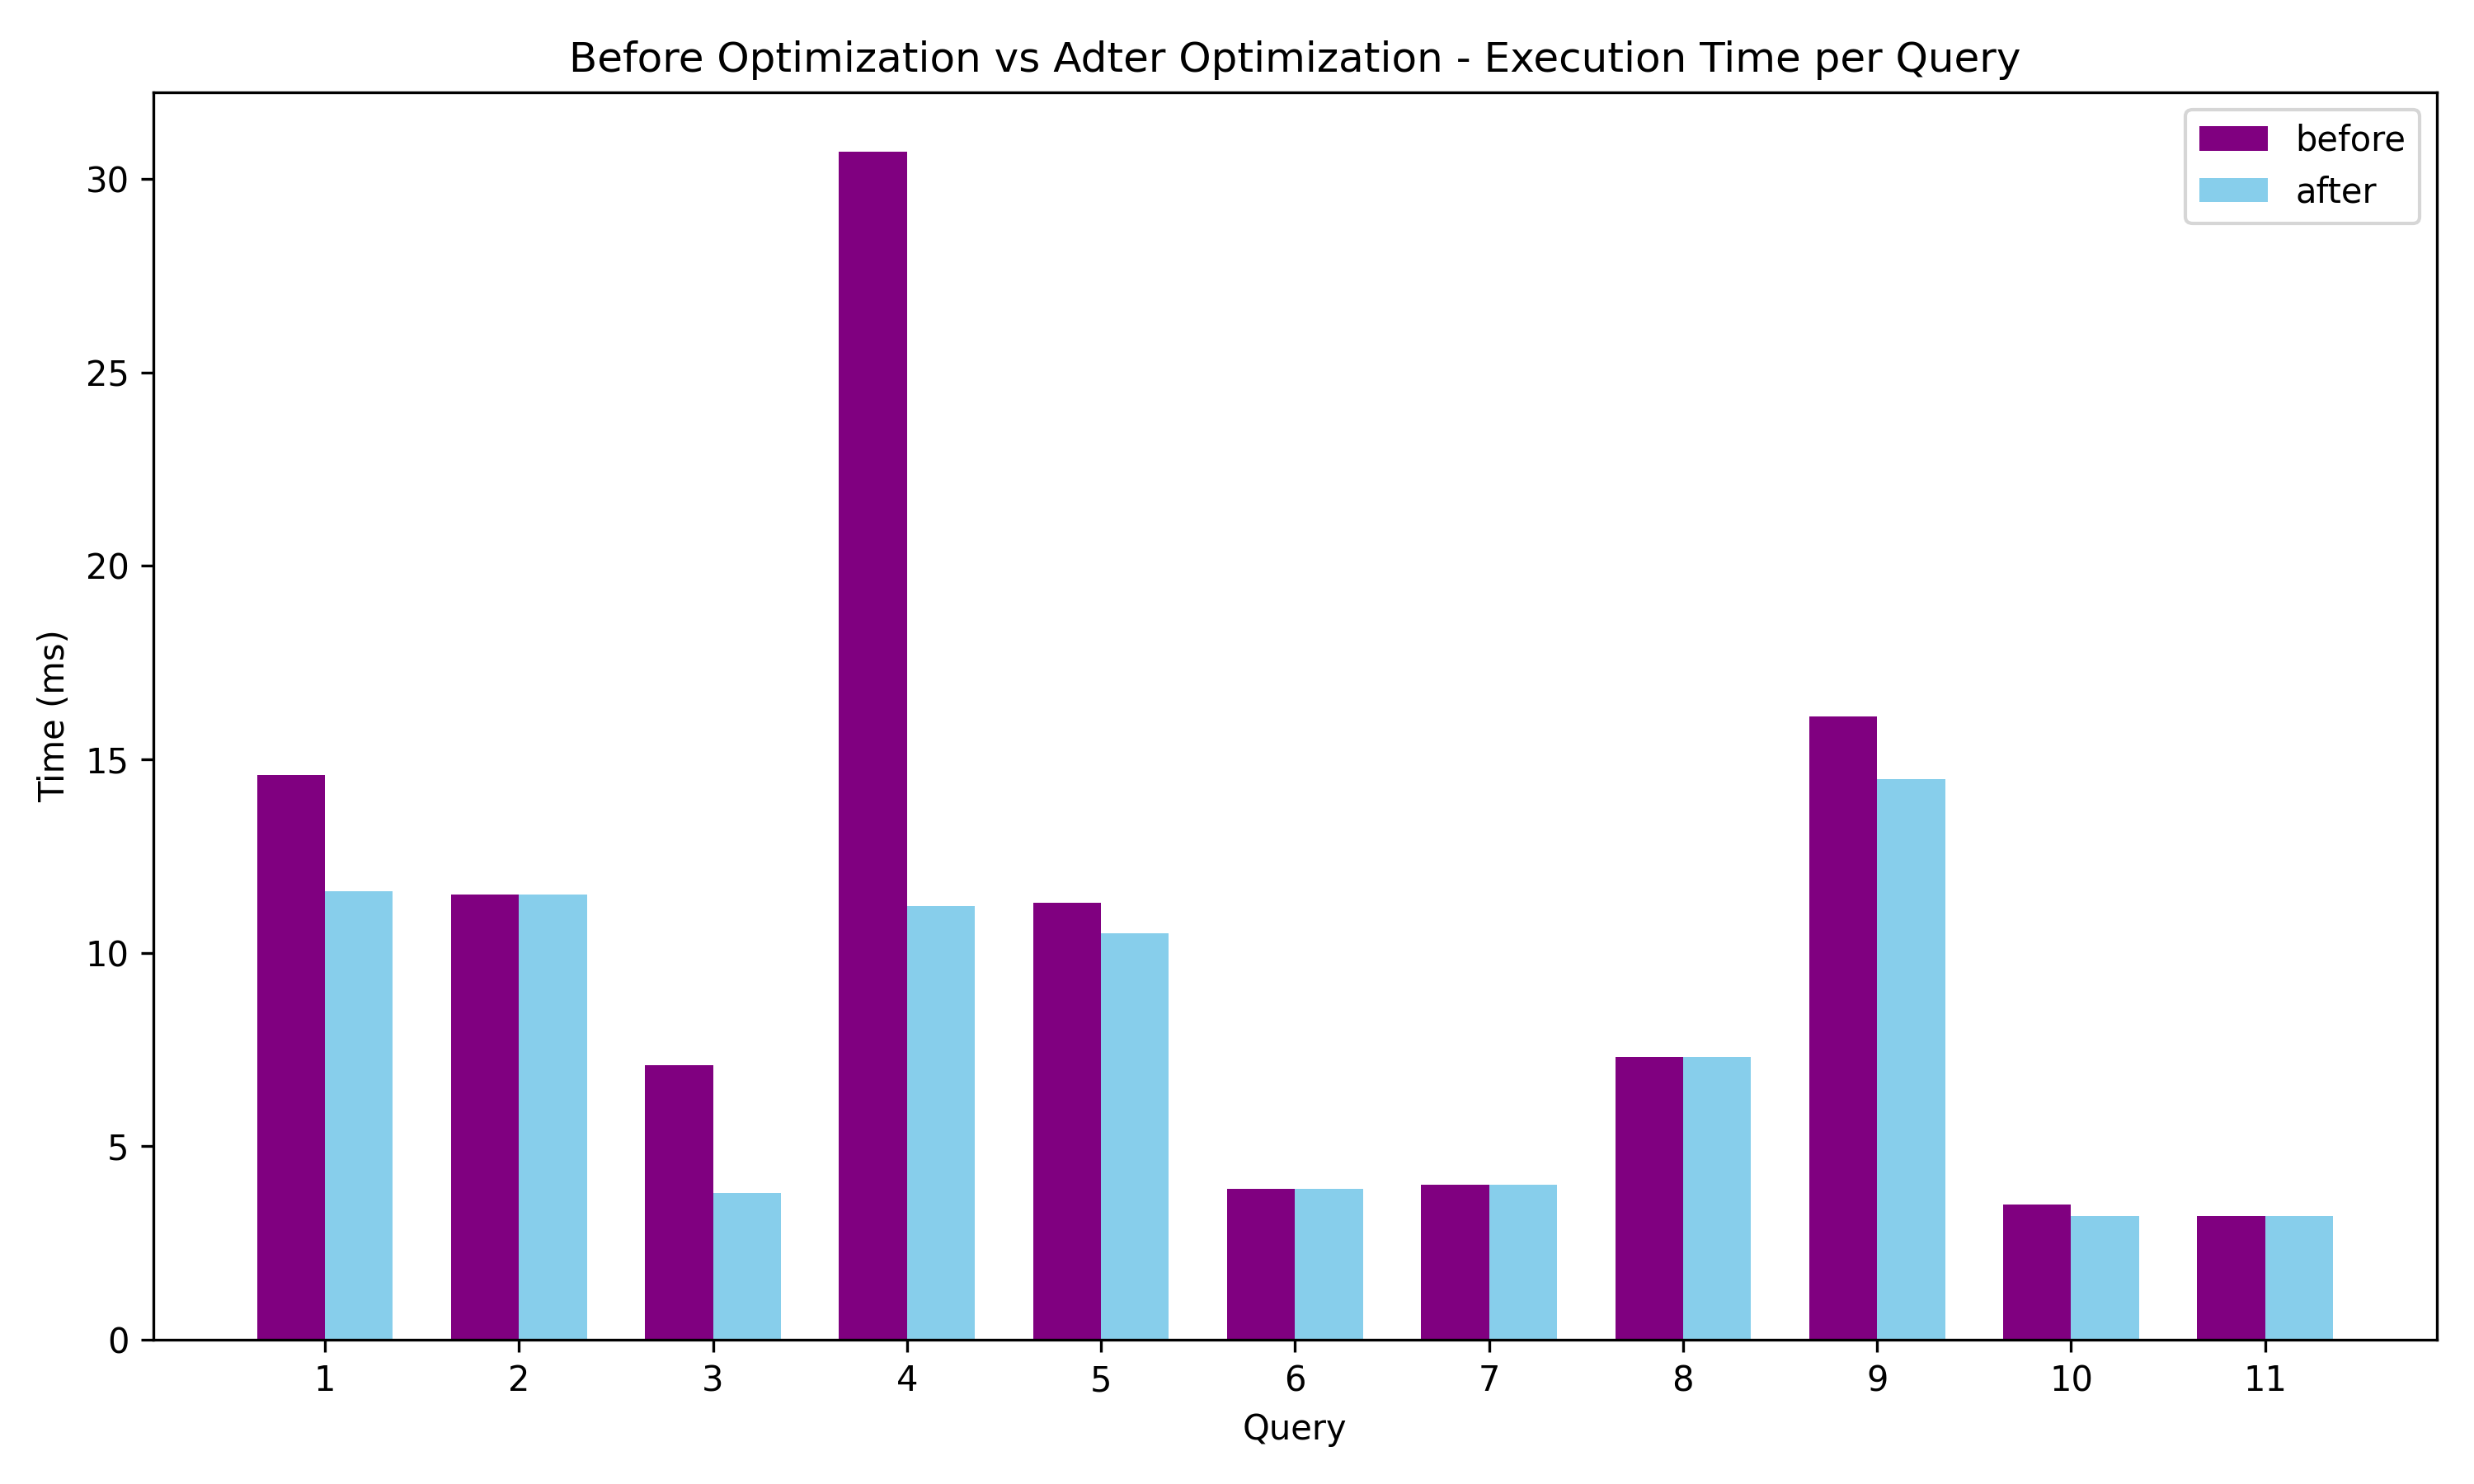 Before Optimization vs Adter Optimization - Execution Time per Query
before
after
30
25
20
15
10
5
0
Time (ms)
1 2 3 4 5 6 7 8 9 10 11
Query